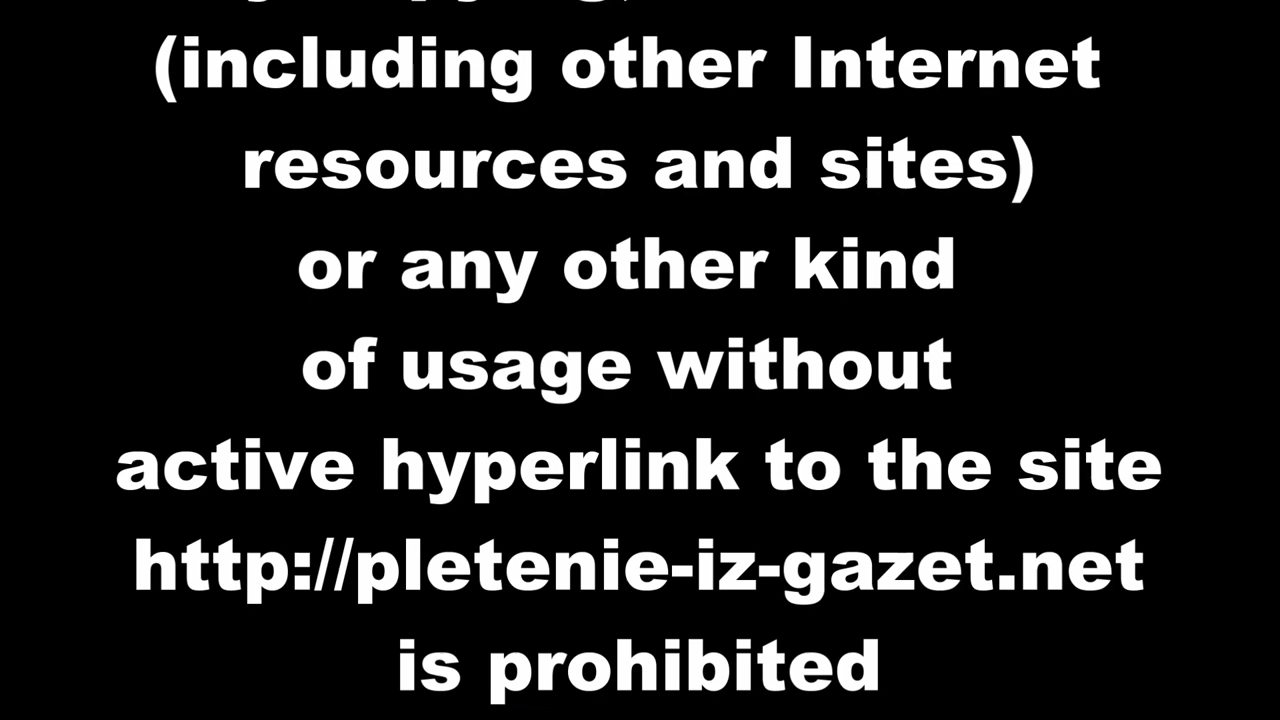 (including other Internet
resources and sites)
or any other kind
of usage without
active hyperlink to the site
http://pletenie-iz-gazet.net
is prohibited